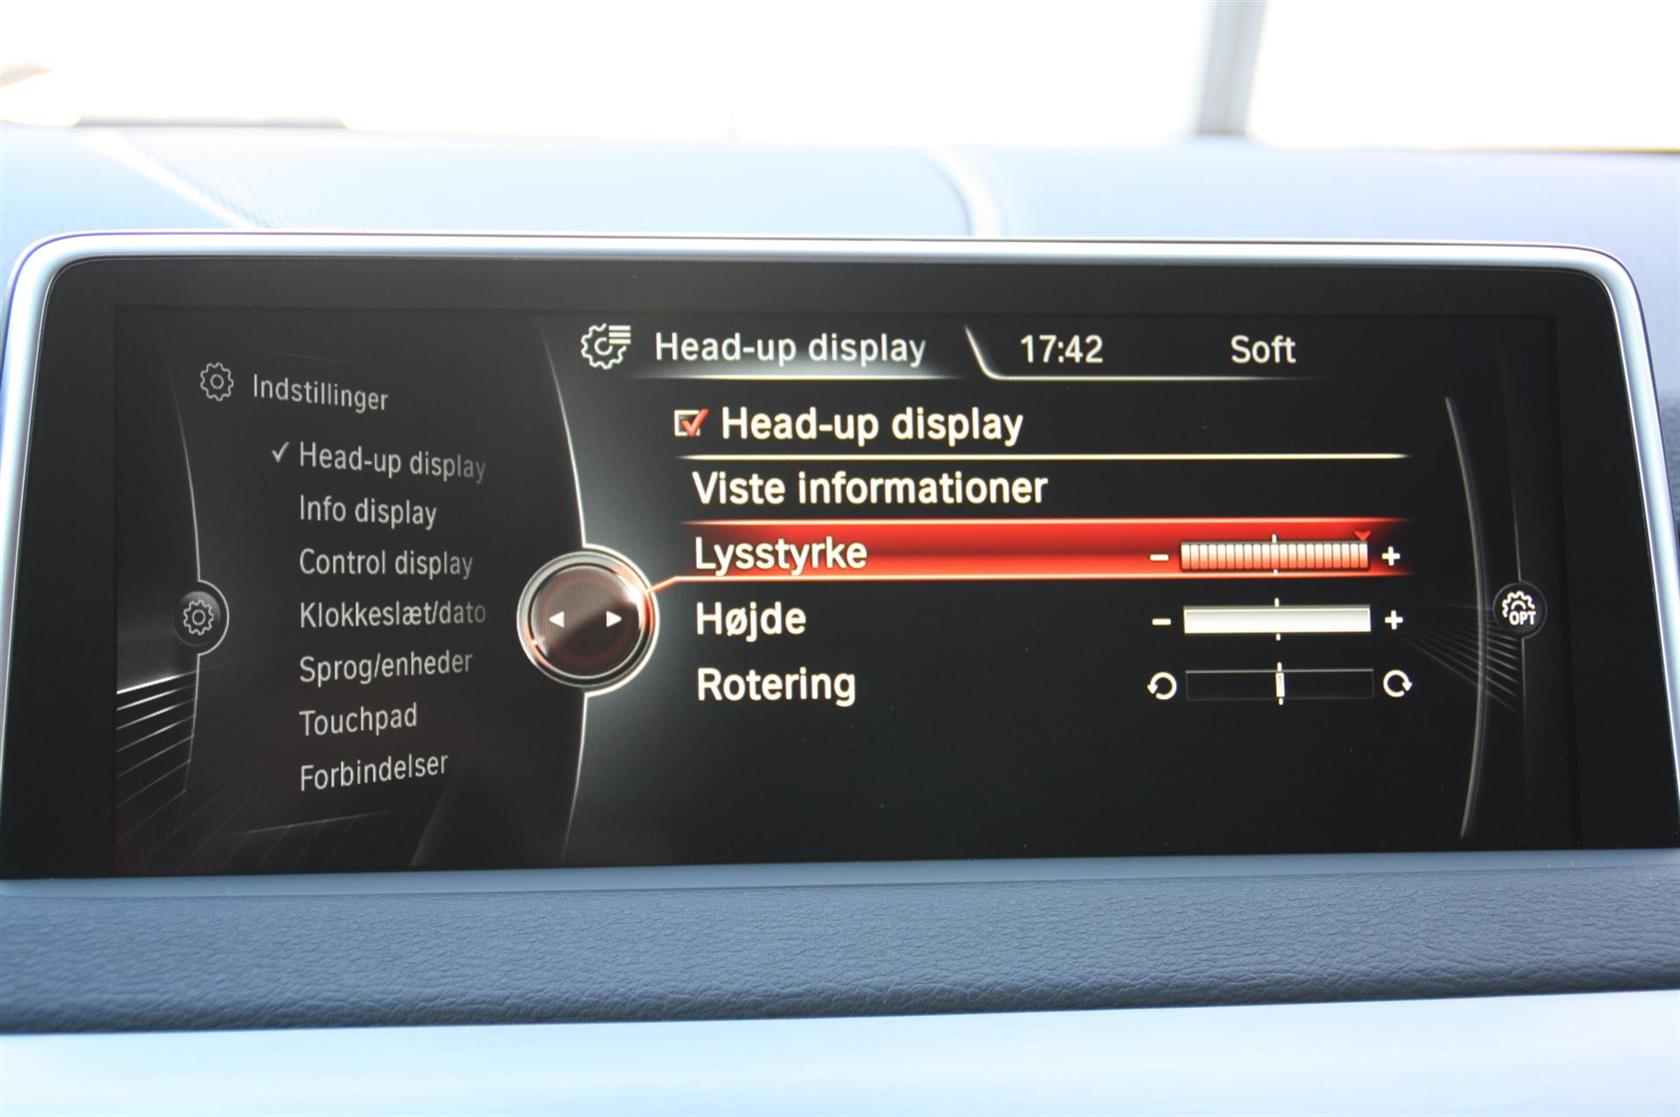 Head-up display 17:42 Soft
Indstillinger
✓ Head-up display
Info display
Control display
Klokkeslæt/dato
Sprog/enheder
Touchpad
Forbindelser
Head-up display
Viste informationer
Lysstyrke - +
Højde - +
Rotering
OPT